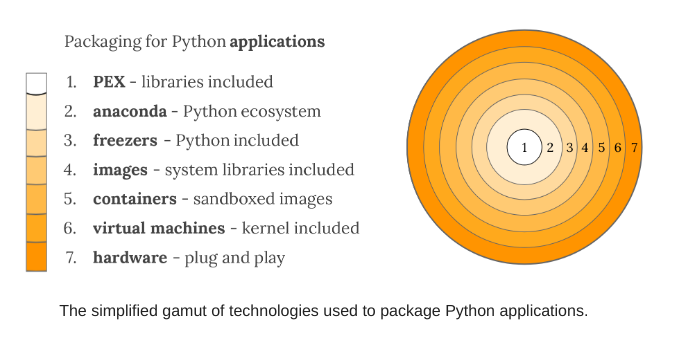 Packaging for Python applications
1. PEX - libraries included
2. anaconda - Python ecosystem
3. freezers - Python included
4. images - system libraries included
5. containers - sandboxed images
6. virtual machines - kernel included
7. hardware - plug and play
1 2 3 4 5 6 7
The simplified gamut of technologies used to package Python applications.